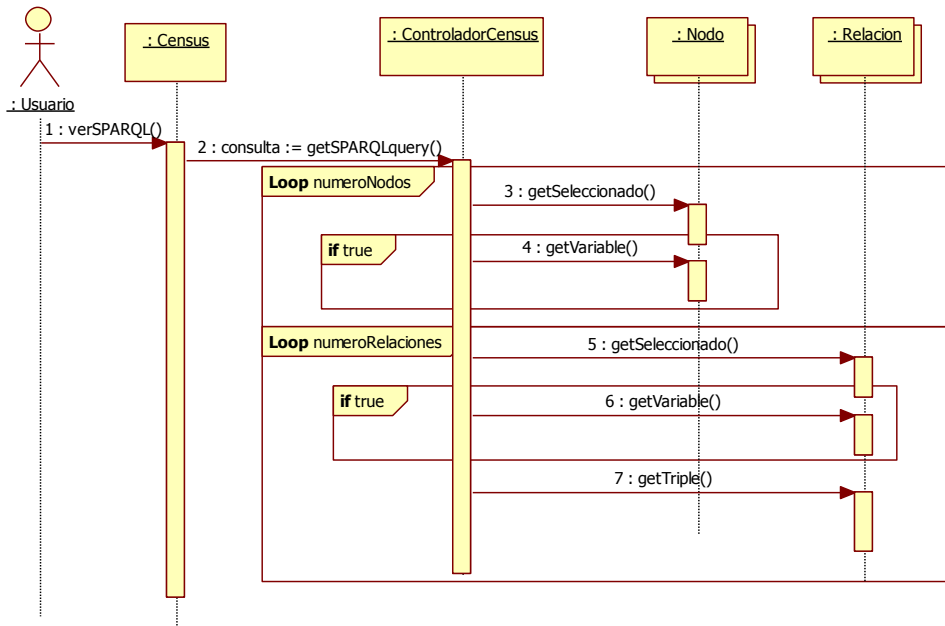 : Census
: ControladorCensus
: Nodo
: Relacion
: Usuario
1 : verSPARQL()
2 : consulta := getSPARQLquery()
Loop numeroNodos
3 : getSeleccionado()
if true
4 : getVariable()
Loop numeroRelaciones
5 : getSeleccionado()
if true
6 : getVariable()
7 : getTriple()